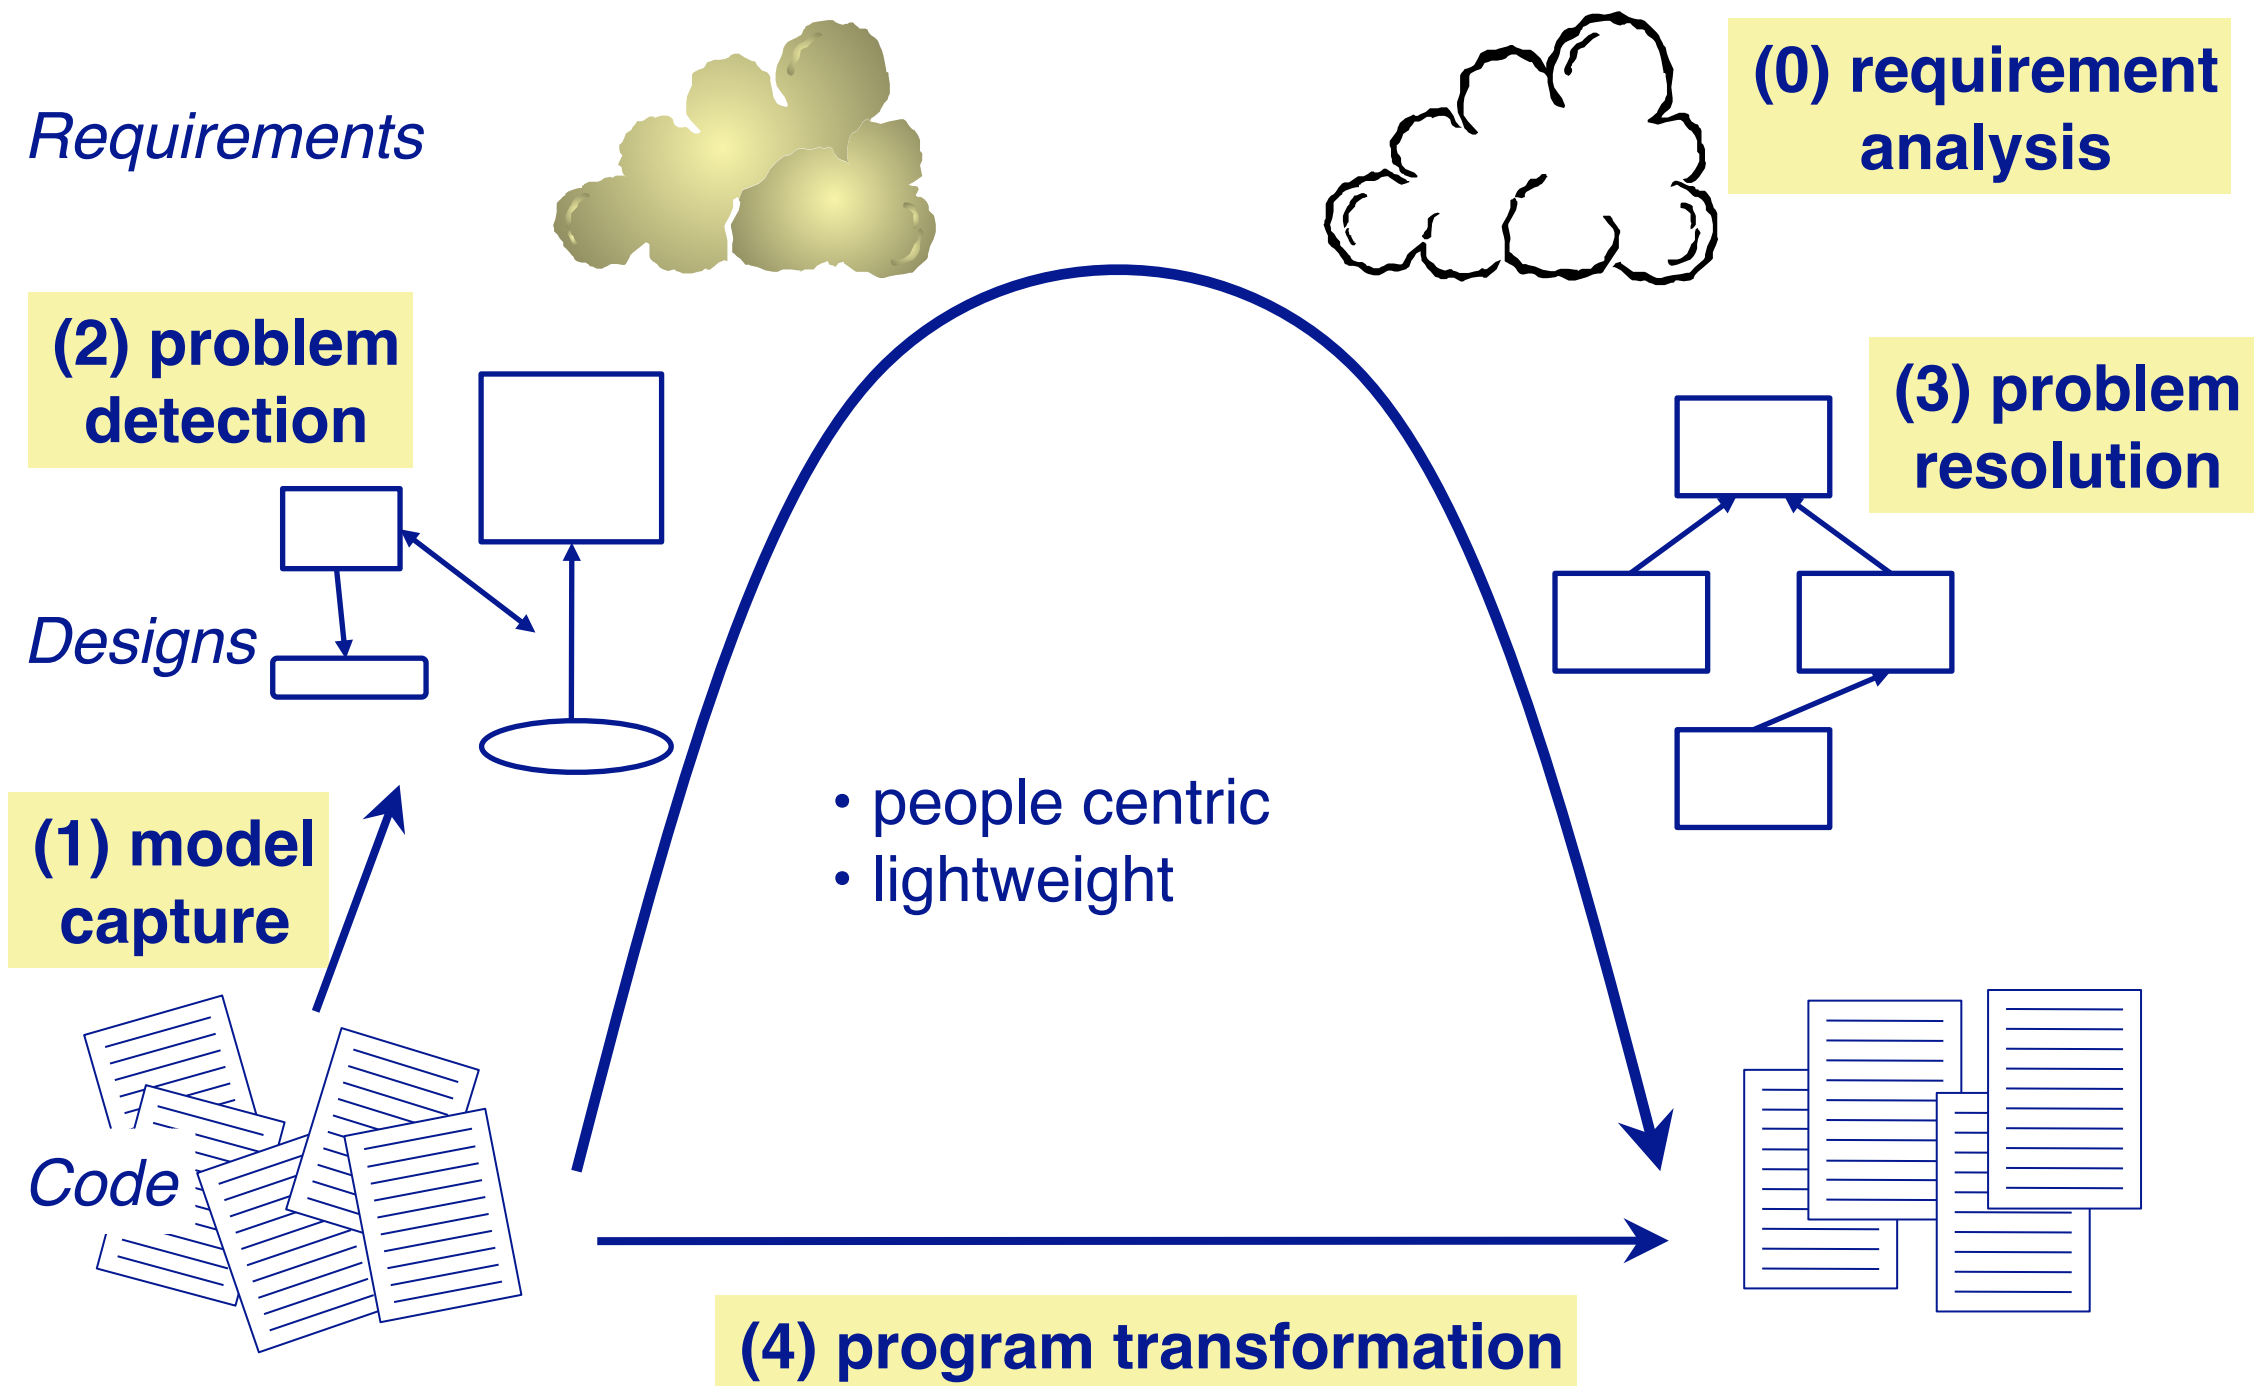 (0) requirement
analysis
Requirements
(2) problem
detection
(3) problem
resolution
Designs
• people centric
• lightweight
(1) model
capture
Code
(4) program transformation